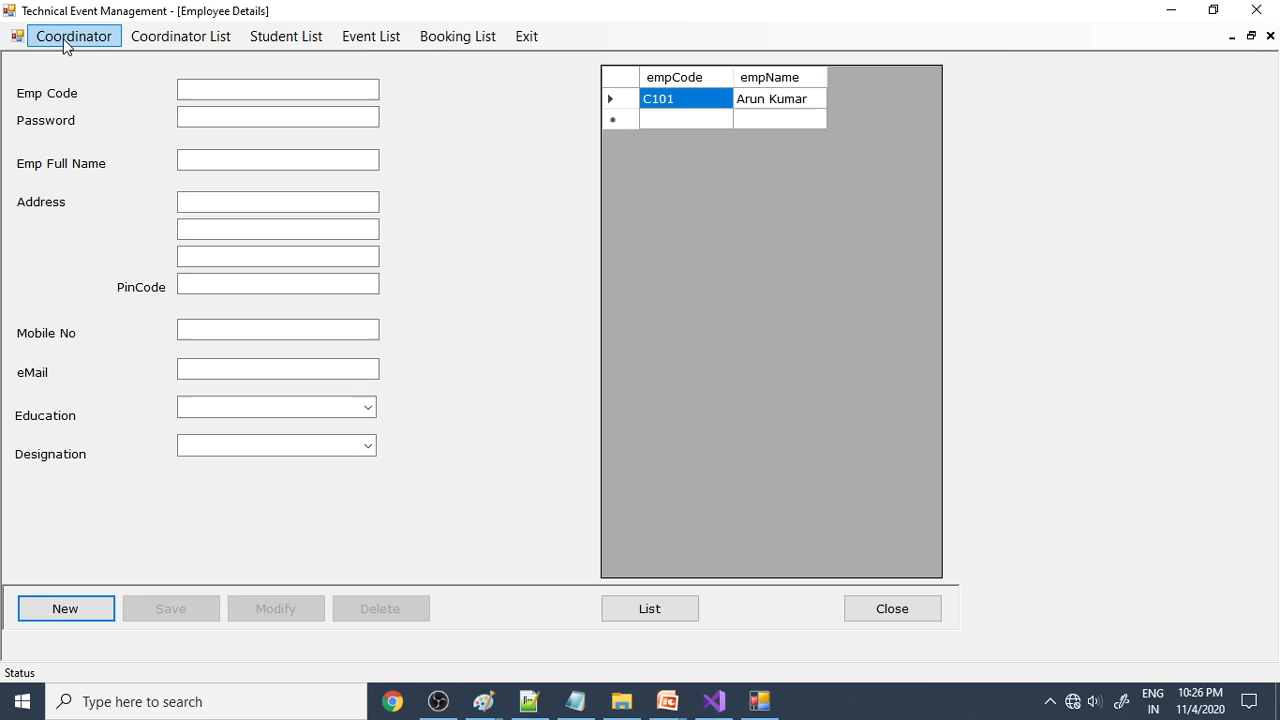 Technical Event Management - [Employee Details]
Coordinator Coordinator List Student List Event List Booking List Exit
empCode empName
C101 Arun Kumar
Emp Code
Password
Emp Full Name
Address
PinCode
Mobile No
eMail
Education
Designation
New Save Modify Delete List Close
Status
Type here to search
ENG
IN
10:26 PM
11/4/2020